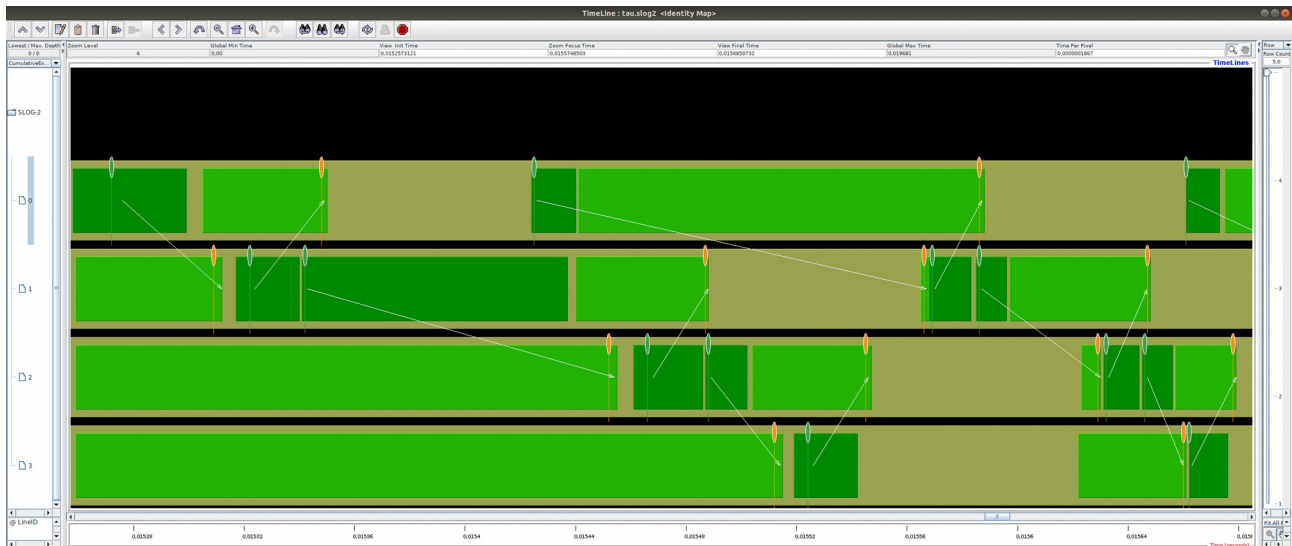 TimeLine : tau.slog2 <Identity Map>
Lowest / Max. Depth
0 / 0
Zoom Level
6
Global Min Time
0.00
View Init Time
0.0152573121
Zoom Focus Time
0.0155748503
View Final Time
0.0156850732
Global Max Time
0.019681
Time Per Pixel
0.0000001867
Row
Row Count
5.0
CumulativeEx...
TimeLines
SLOG-2
0
1
2
3
4
3
2
1
@ LineID
Fit All
0.01528
0.01532
0.01536
0.0154
0.01544
0.01548
0.01552
0.01556
0.0156
0.01564
Time (seconds)